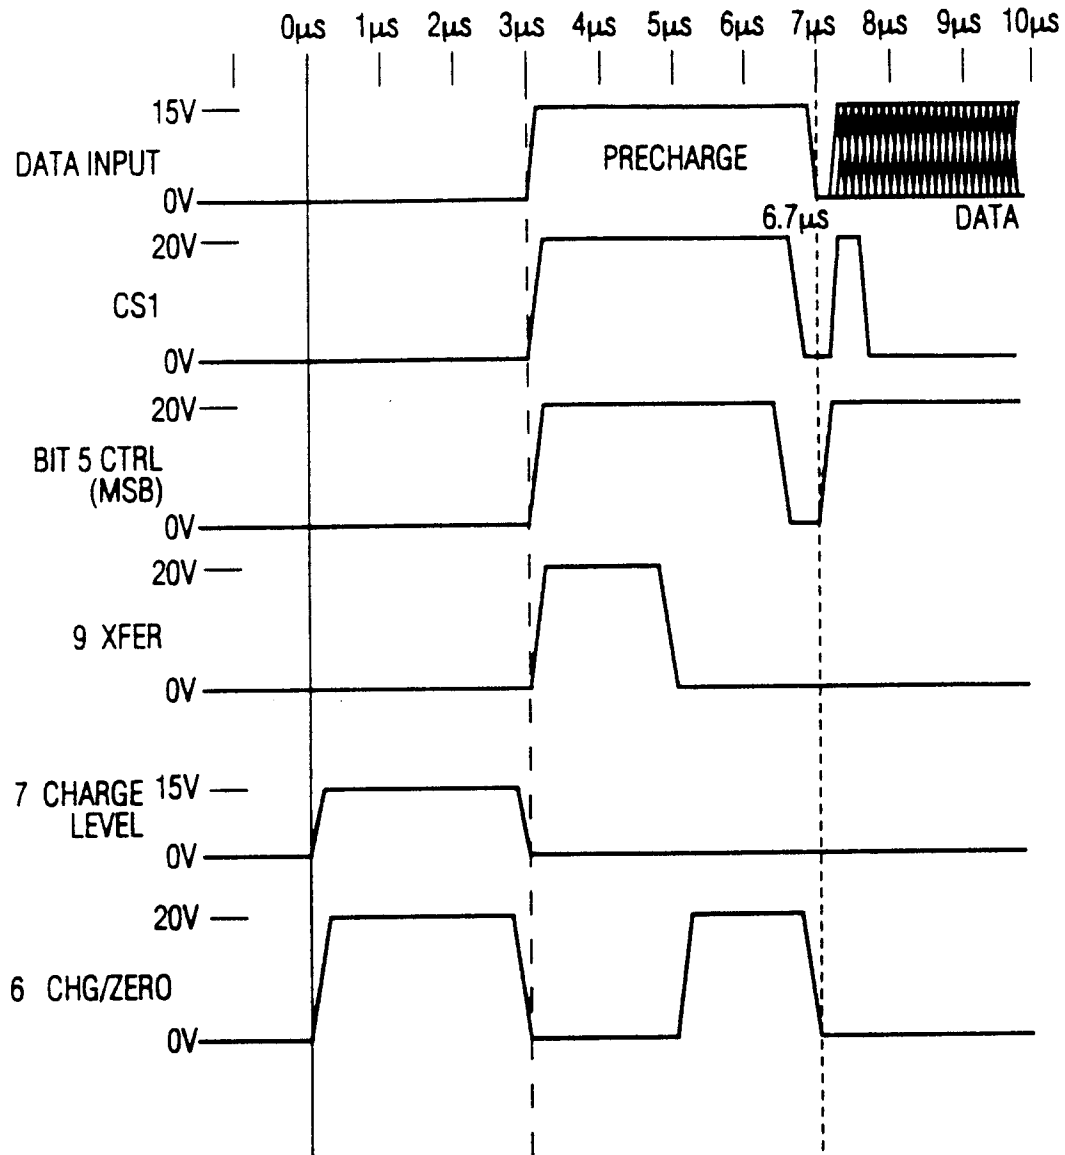 0µs 1µs 2µs 3µs 4µs 5µs 6µs 7µs 8µs 9µs 10µs
15V
DATA INPUT
PRECHARGE
0V
6.7µs
DATA
20V
CS1
0V
20V
BIT 5 CTRL
(MSB)
0V
20V
9 XFER
0V
7 CHARGE 15V
LEVEL
0V
20V
6 CHG/ZERO
0V